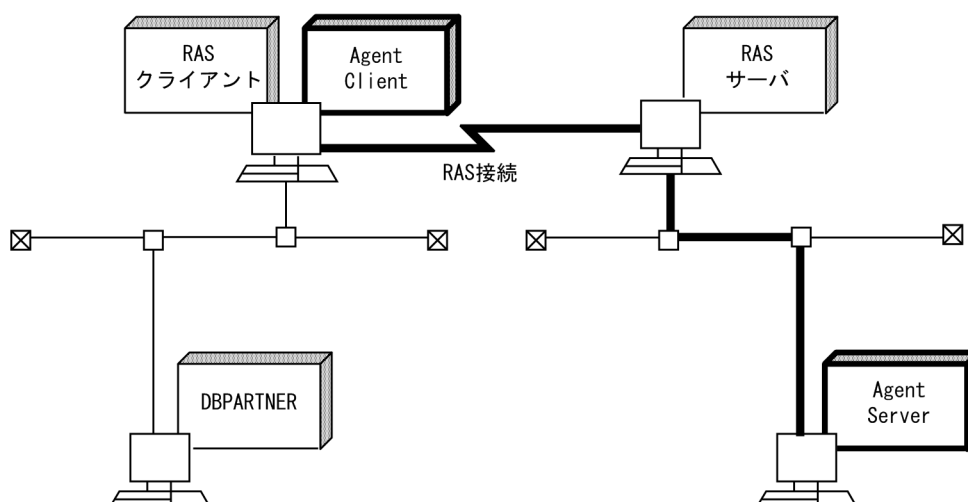 RAS
クライアント
Agent
Client
RAS
サーバ
RAS接続
DBPARTNER
Agent
Server